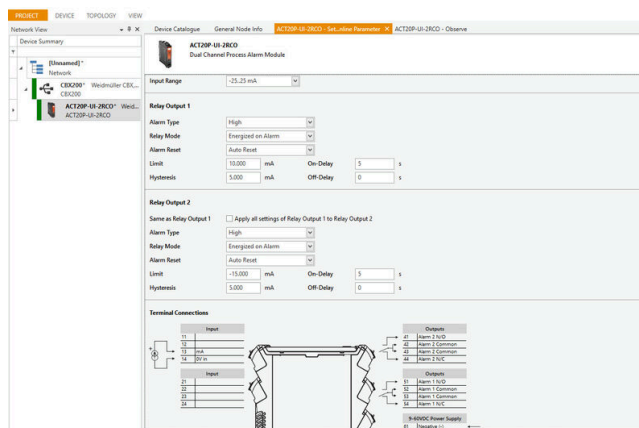 PROJECT DEVICE TOPOLOGY VIEW
Network View
Device Catalogue General Node Info ACT20P-UI-2RCO - Set...nline Parameter ACT20P-UI-2RCO - Observe
Device Summary
[Unnamed]*
Network
CBX200* Weidmüller CBX...
CBX200
ACT20P-UI-2RCO* Weid...
ACT20P-UI-2RCO
ACT20P-UI-2RCO
Dual Channel Process Alarm Module
Input Range -25..25 mA
Relay Output 1
Alarm Type High
Relay Mode Energized on Alarm
Alarm Reset Auto Reset
Limit 10.000 mA On-Delay 5 s
Hysteresis 5.000 mA Off-Delay 0 s
Relay Output 2
Same as Relay Output 1 Apply all settings of Relay Output 1 to Relay Output 2
Alarm Type High
Relay Mode Energized on Alarm
Alarm Reset Auto Reset
Limit -15.000 mA On-Delay 5 s
Hysteresis 5.000 mA Off-Delay 0 s
Terminal Connections
Input
11
12
13 mA
14 0V in
Input
21
22
23
24
Outputs
41 Alarm 2 N/O
42 Alarm 2 Common
43 Alarm 2 Common
44 Alarm 2 N/C
Outputs
51 Alarm 1 N/O
52 Alarm 1 Common
53 Alarm 1 Common
54 Alarm 1 N/C
9-60VDC Power Supply
61 Negative (-)